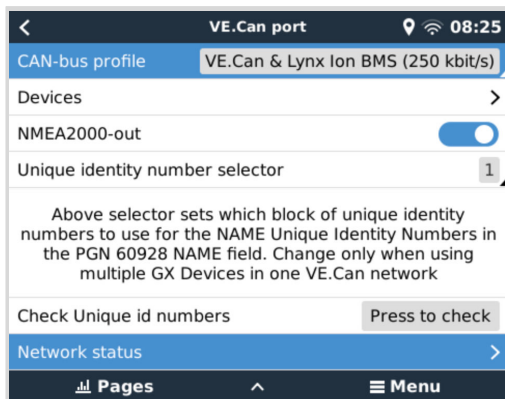 VE.Can port
08:25
CAN-bus profile
VE.Can & Lynx Ion BMS (250 kbit/s)
Devices
NMEA2000-out
Unique identity number selector
1
Above selector sets which block of unique identity
numbers to use for the NAME Unique Identity Numbers in
the PGN 60928 NAME field. Change only when using
multiple GX Devices in one VE.Can network
Check Unique id numbers
Press to check
Network status
Pages
Menu